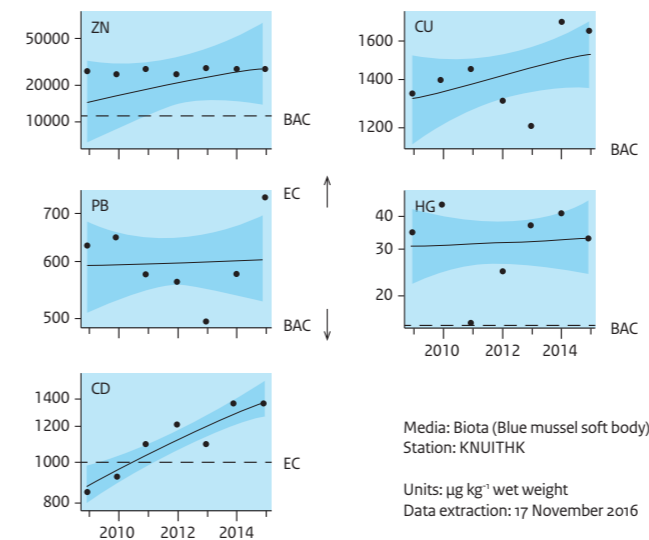 ZN
50000
20000
10000
BAC
CU
1600
1400
1200
BAC
PB
700
600
500
EC
BAC
HG
40
30
20
BAC
2010 2012 2014
CD
1400
1200
1000
800
EC
2010 2012 2014
Media: Biota (Blue mussel soft body)
Station: KNUITHK
Units: µg kg⁻¹ wet weight
Data extraction: 17 November 2016